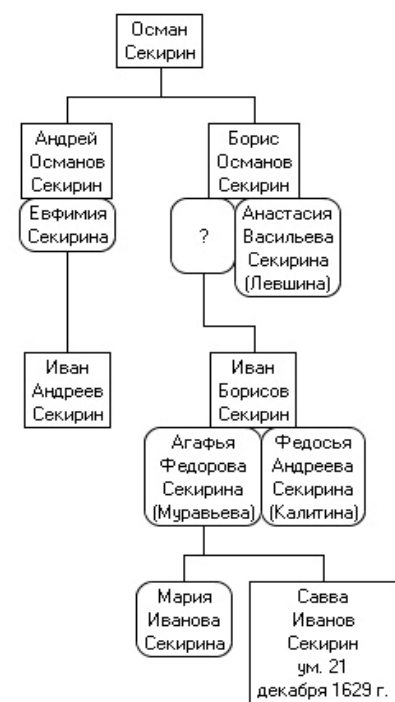 Осман
Секирин
Андрей
Османов
Секирин
Евфимия
Секирина
Борис
Османов
Секирин
?
Анастасия
Васильева
Секирина
(Левшина)
Иван
Андреев
Секирин
Иван
Борисов
Секирин
Агафья
Федорова
Секирина
(Муравьева)
Федосья
Андреева
Секирина
(Калитина)
Мария
Иванова
Секирина
Савва
Иванов
Секирин
ум. 21
декабря 1629 г.